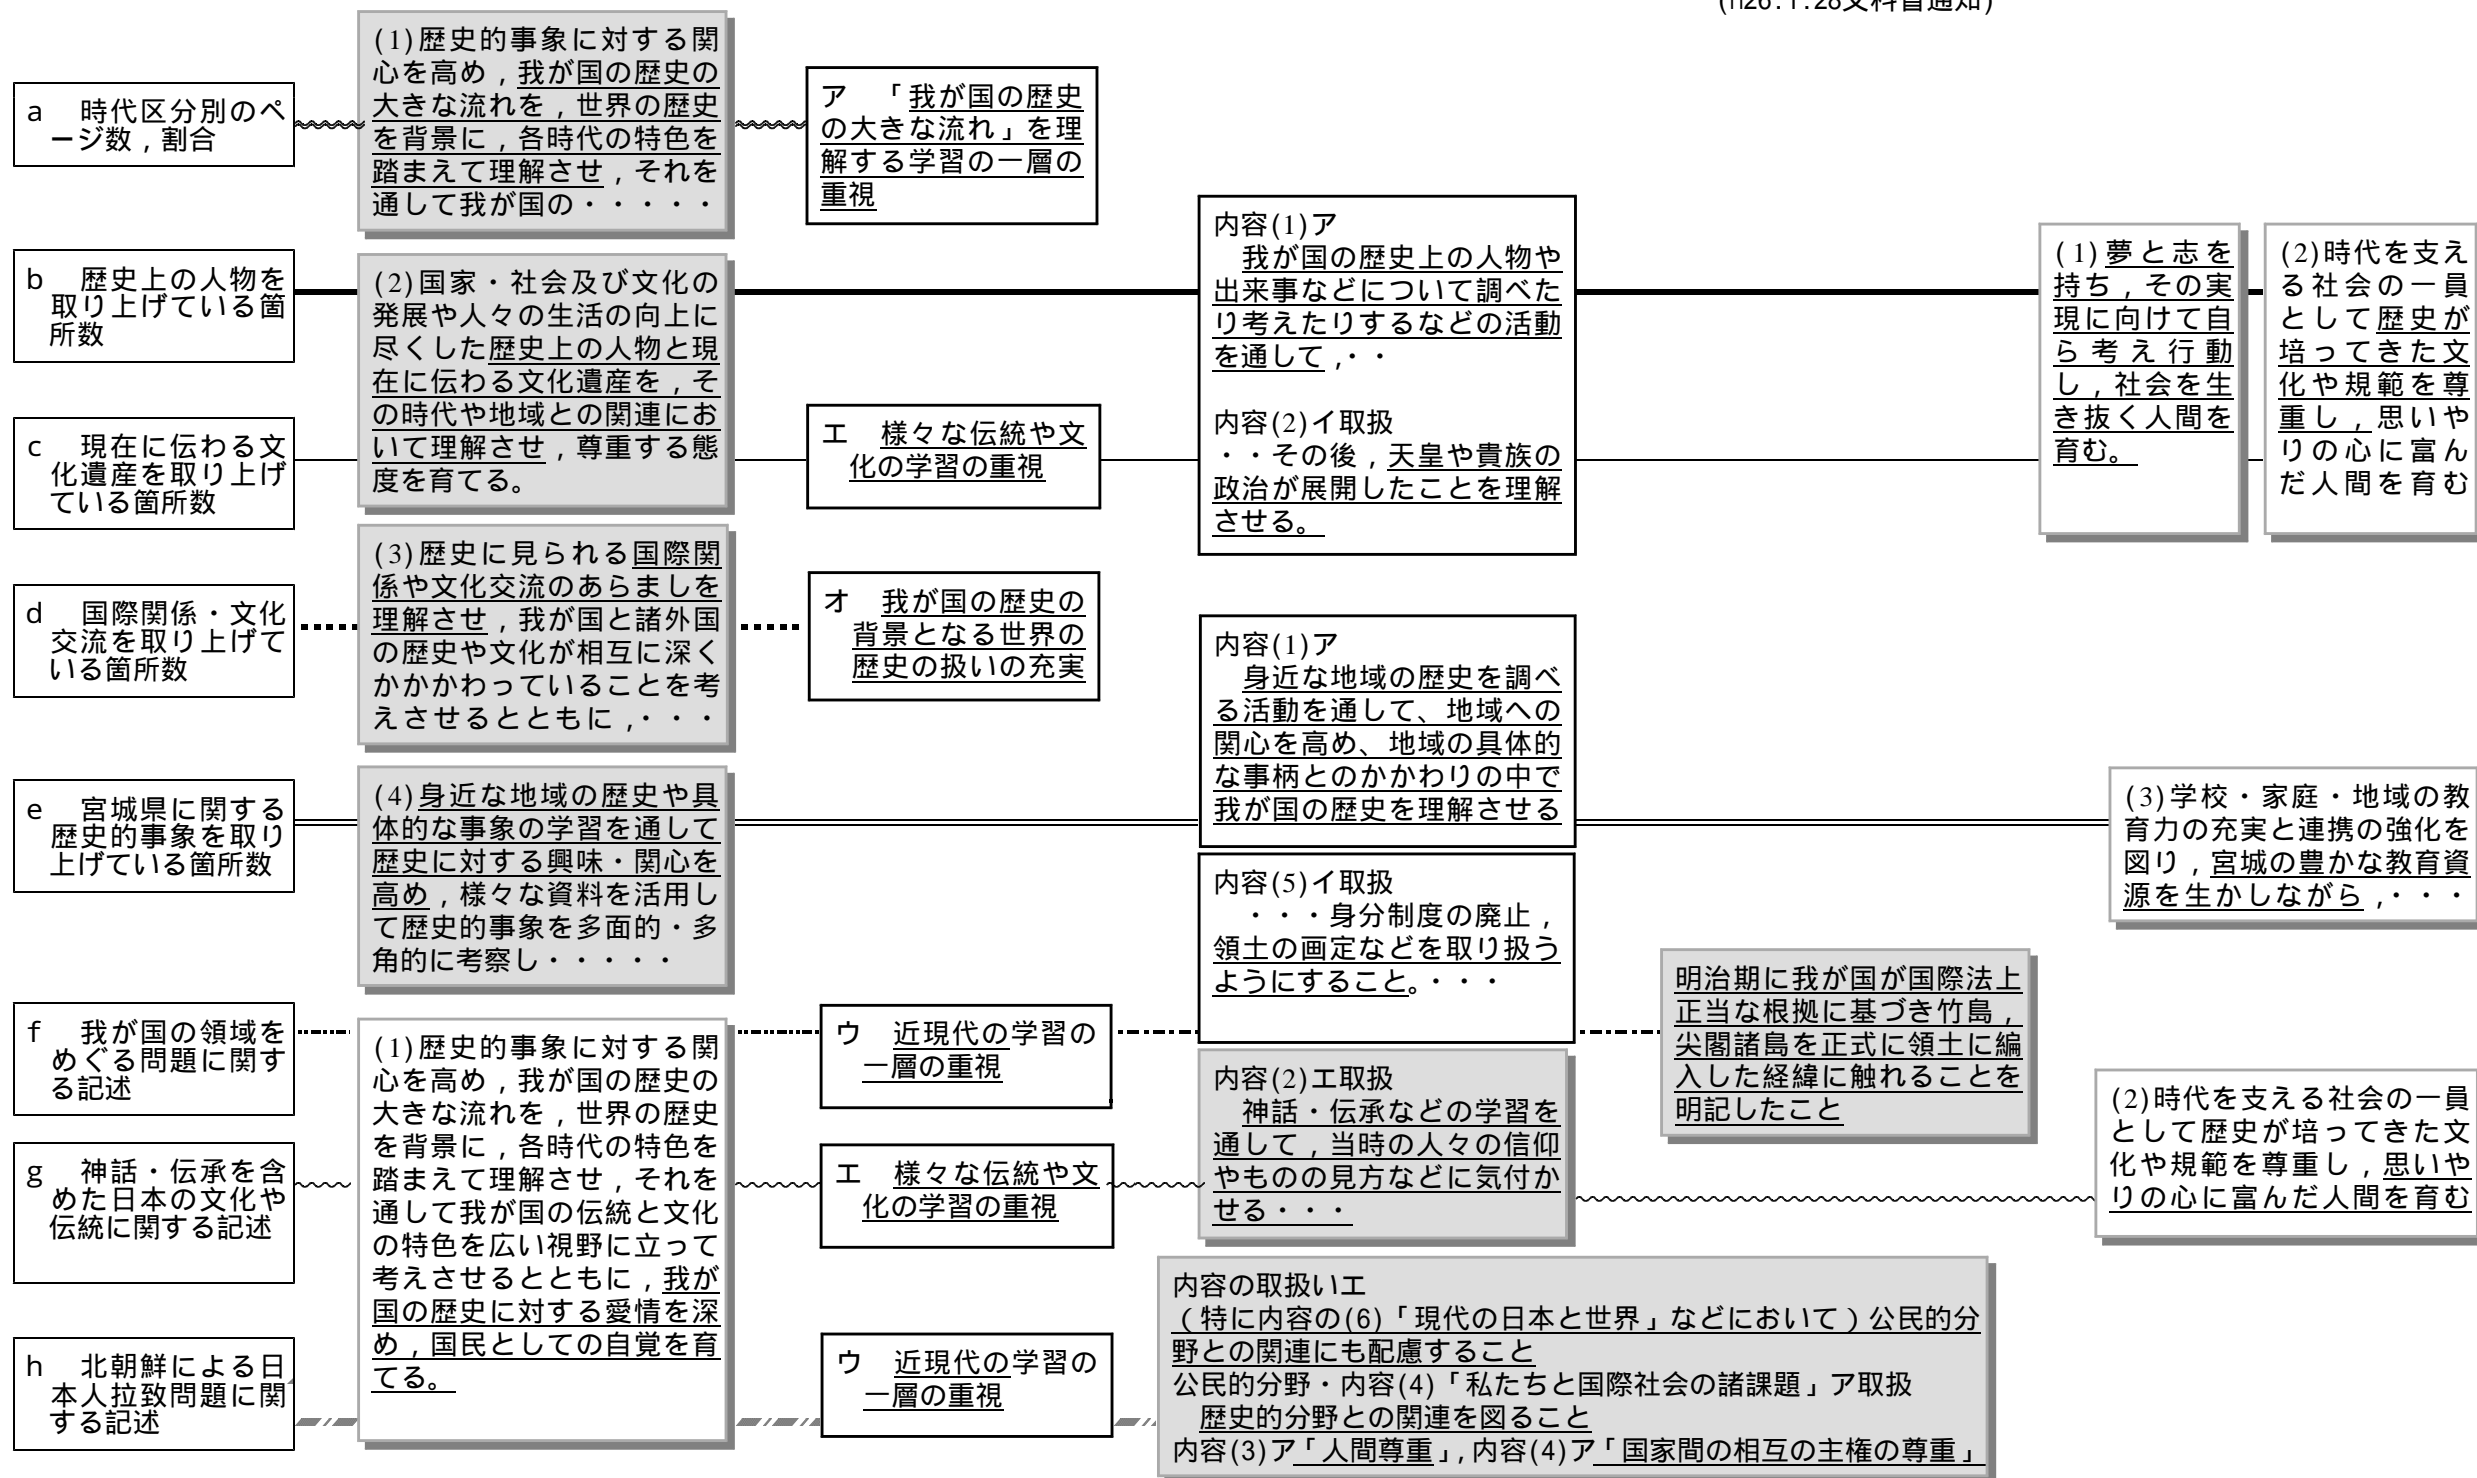 (h26.1.28文科省通知)
a　時代区分別のペ
ージ数，割合
(1)歴史的事象に対する関
心を高め，我が国の歴史の
大きな流れを，世界の歴史
を背景に，各時代の特色を
踏まえて理解させ，それを
通して我が国の・・・・・
ア　「我が国の歴史
の大きな流れ」を理
解する学習の一層の
重視
b　歴史上の人物を
取り上げている箇
所数
(2)国家・社会及び文化の
発展や人々の生活の向上に
尽くした歴史上の人物と現
在に伝わる文化遺産を，そ
の時代や地域との関連にお
いて理解させ，尊重する態
度を育てる。
内容(1)ア
我が国の歴史上の人物や
出来事などについて調べた
り考えたりするなどの活動
を通して，・・
内容(2)イ取扱
・・その後，天皇や貴族の
政治が展開したことを理解
させる。
(1)夢と志を
持ち，その実
現に向けて自
ら考え行動
し，社会を生
き抜く人間を
育む。
(2)時代を支え
る社会の一員
として歴史が
培ってきた文
化や規範を尊
重し，思いや
りの心に富ん
だ人間を育む
c　現在に伝わる文
化遺産を取り上げ
ている箇所数
エ　様々な伝統や文
化の学習の重視
d　国際関係・文化
交流を取り上げて
いる箇所数
(3)歴史に見られる国際関
係や文化交流のあらましを
理解させ，我が国と諸外国
の歴史や文化が相互に深く
かかかわっていることを考
えさせるとともに，・・・
オ　我が国の歴史の
背景となる世界の
歴史の扱いの充実
内容(1)ア
身近な地域の歴史を調べ
る活動を通して、地域への
関心を高め、地域の具体的
な事柄とのかかわりの中で
我が国の歴史を理解させる
e　宮城県に関する
歴史的事象を取り
上げている箇所数
(4)身近な地域の歴史や具
体的な事象の学習を通して
歴史に対する興味・関心を
高め，様々な資料を活用し
て歴史的事象を多面的・多
角的に考察し・・・・・
(3)学校・家庭・地域の教
育力の充実と連携の強化を
図り，宮城の豊かな教育資
源を生かしながら，・・・
内容(5)イ取扱
・・・身分制度の廃止，
領土の画定などを取り扱う
ようにすること。・・・
f　我が国の領域を
めぐる問題に関す
る記述
(1)歴史的事象に対する関
心を高め，我が国の歴史の
大きな流れを，世界の歴史
を背景に，各時代の特色を
踏まえて理解させ，それを
通して我が国の伝統と文化
の特色を広い視野に立って
考えさせるとともに，我が
国の歴史に対する愛情を深
め，国民としての自覚を育
てる。
ウ　近現代の学習の
一層の重視
明治期に我が国が国際法上
正当な根拠に基づき竹島，
尖閣諸島を正式に領土に編
入した経緯に触れることを
明記したこと
g　神話・伝承を含
めた日本の文化や
伝統に関する記述
エ　様々な伝統や文
化の学習の重視
内容(2)エ取扱
神話・伝承などの学習を
通して，当時の人々の信仰
やものの見方などに気付か
せる・・・
(2)時代を支える社会の一員
として歴史が培ってきた文
化や規範を尊重し，思いや
りの心に富んだ人間を育む
h　北朝鮮による日
本人拉致問題に関
する記述
ウ　近現代の学習の
一層の重視
内容の取扱いエ
（特に内容の(6)「現代の日本と世界」などにおいて）公民的分
野との関連にも配慮すること
公民的分野・内容(4)「私たちと国際社会の諸課題」ア取扱
歴史的分野との関連を図ること
内容(3)ア「人間尊重」，内容(4)ア「国家間の相互の主権の尊重」